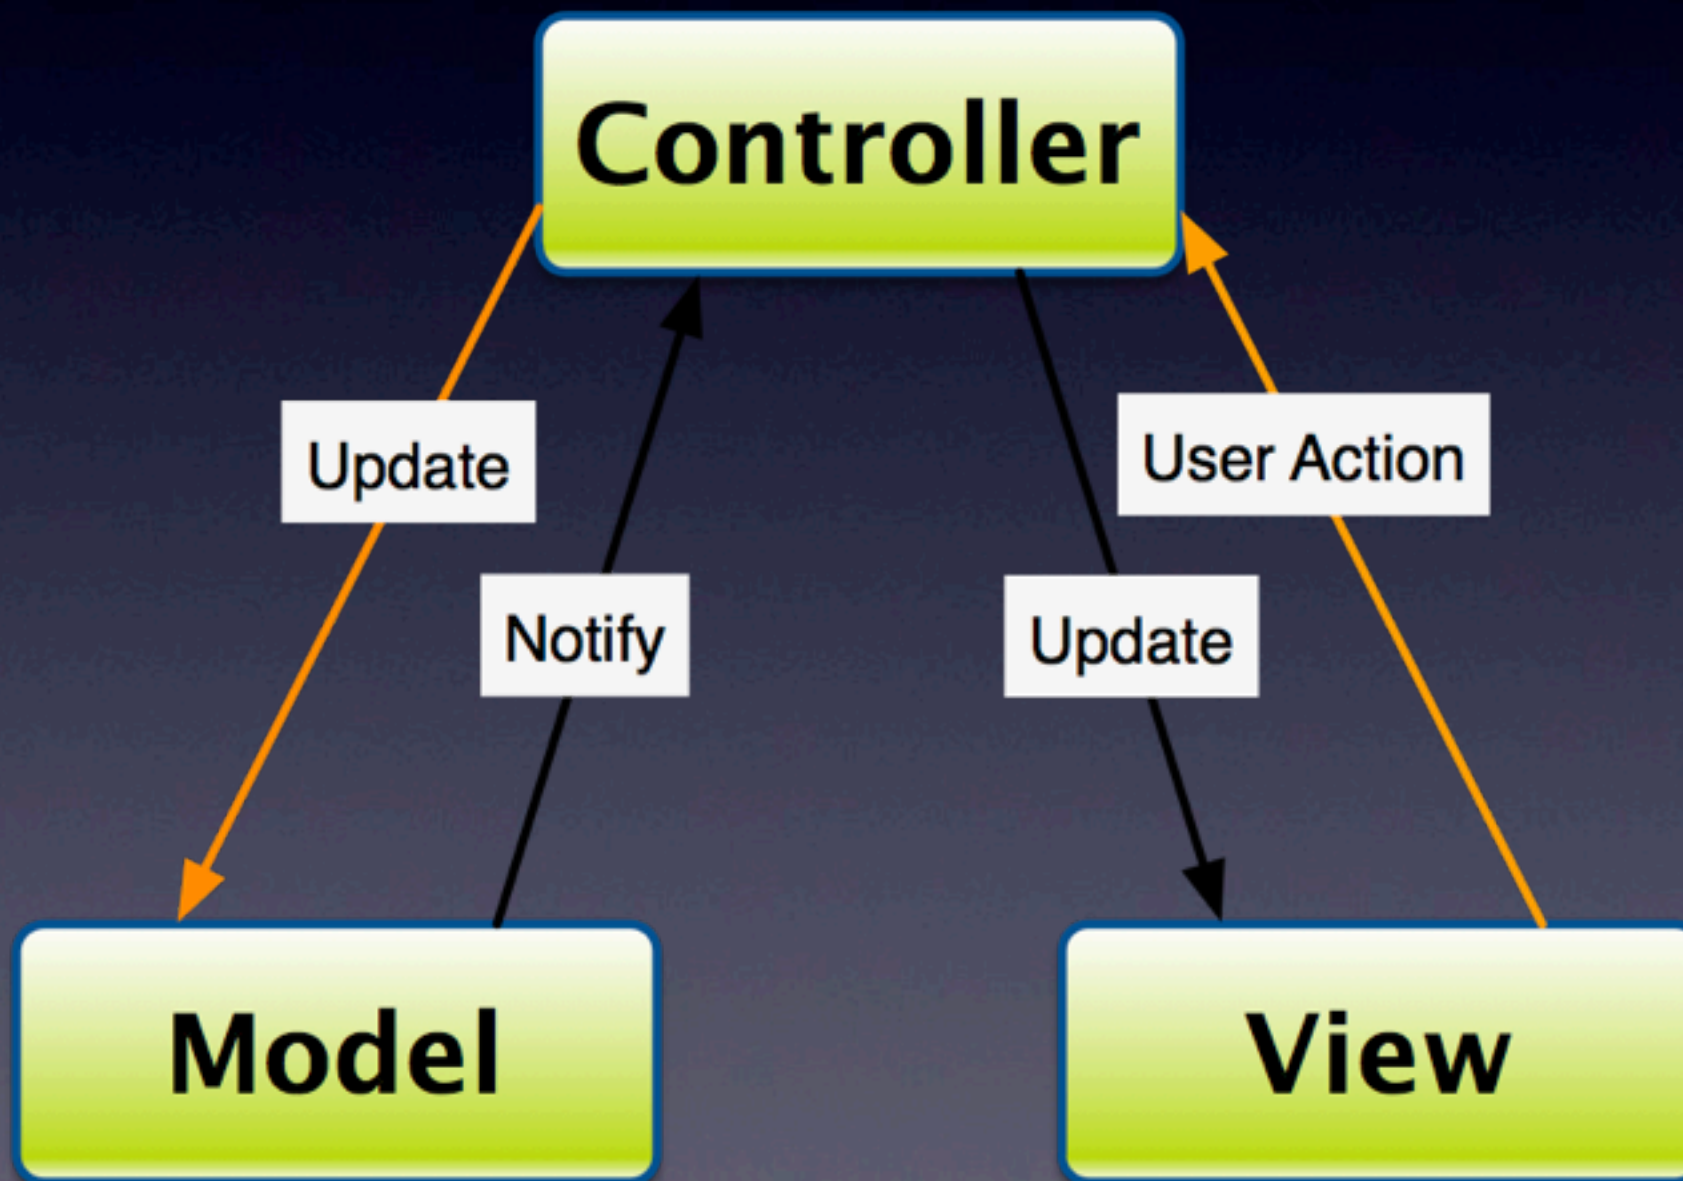 Controller
Update
User Action
Notify
Update
Model
View